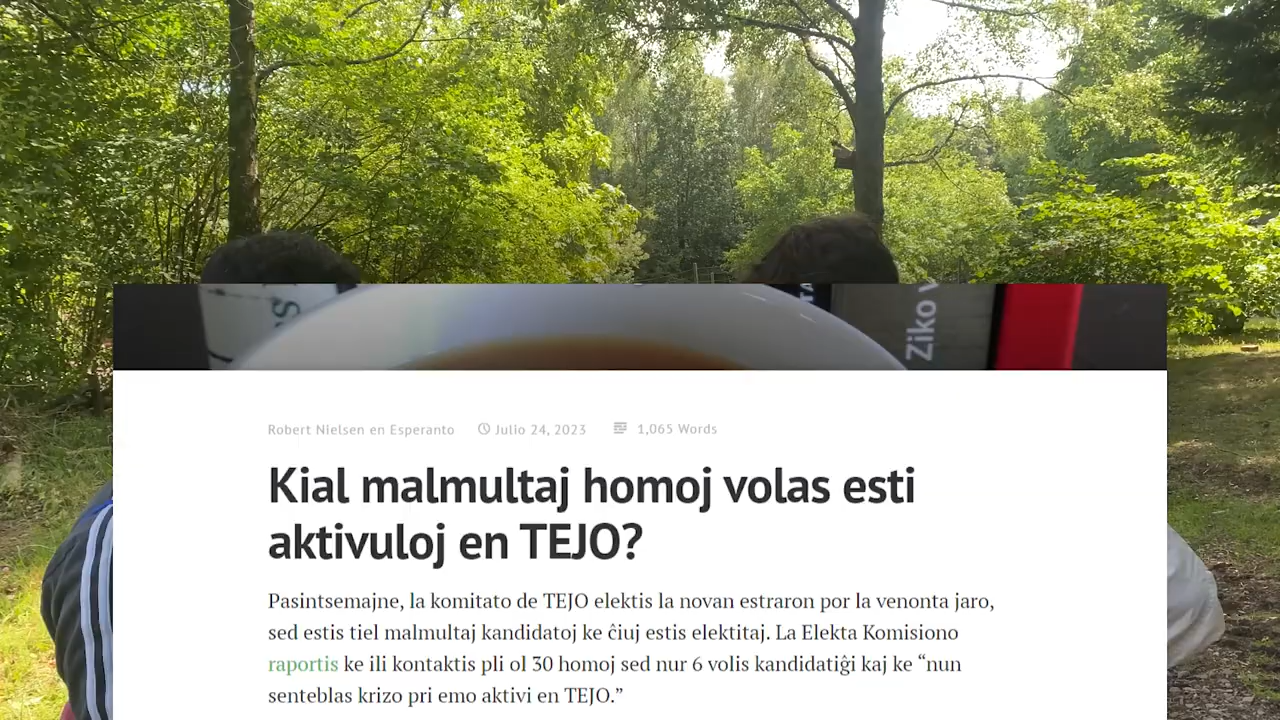 Ziko
Robert Nielsen en Esperanto Julio 24, 2023 1,065 Words
Kial malmultaj homoj volas esti
aktivuloj en TEJO?
Pasintsemajne, la komitato de TEJO elektis la novan estraron por la venonta jaro,
sed estis tiel malmultaj kandidatoj ke ĉiuj estis elektitaj. La Elekta Komisiono
raportis ke ili kontaktis pli ol 30 homoj sed nur 6 volis kandidatiĝi kaj ke “nun
senteblas krizo pri emo aktivi en TEJO.”